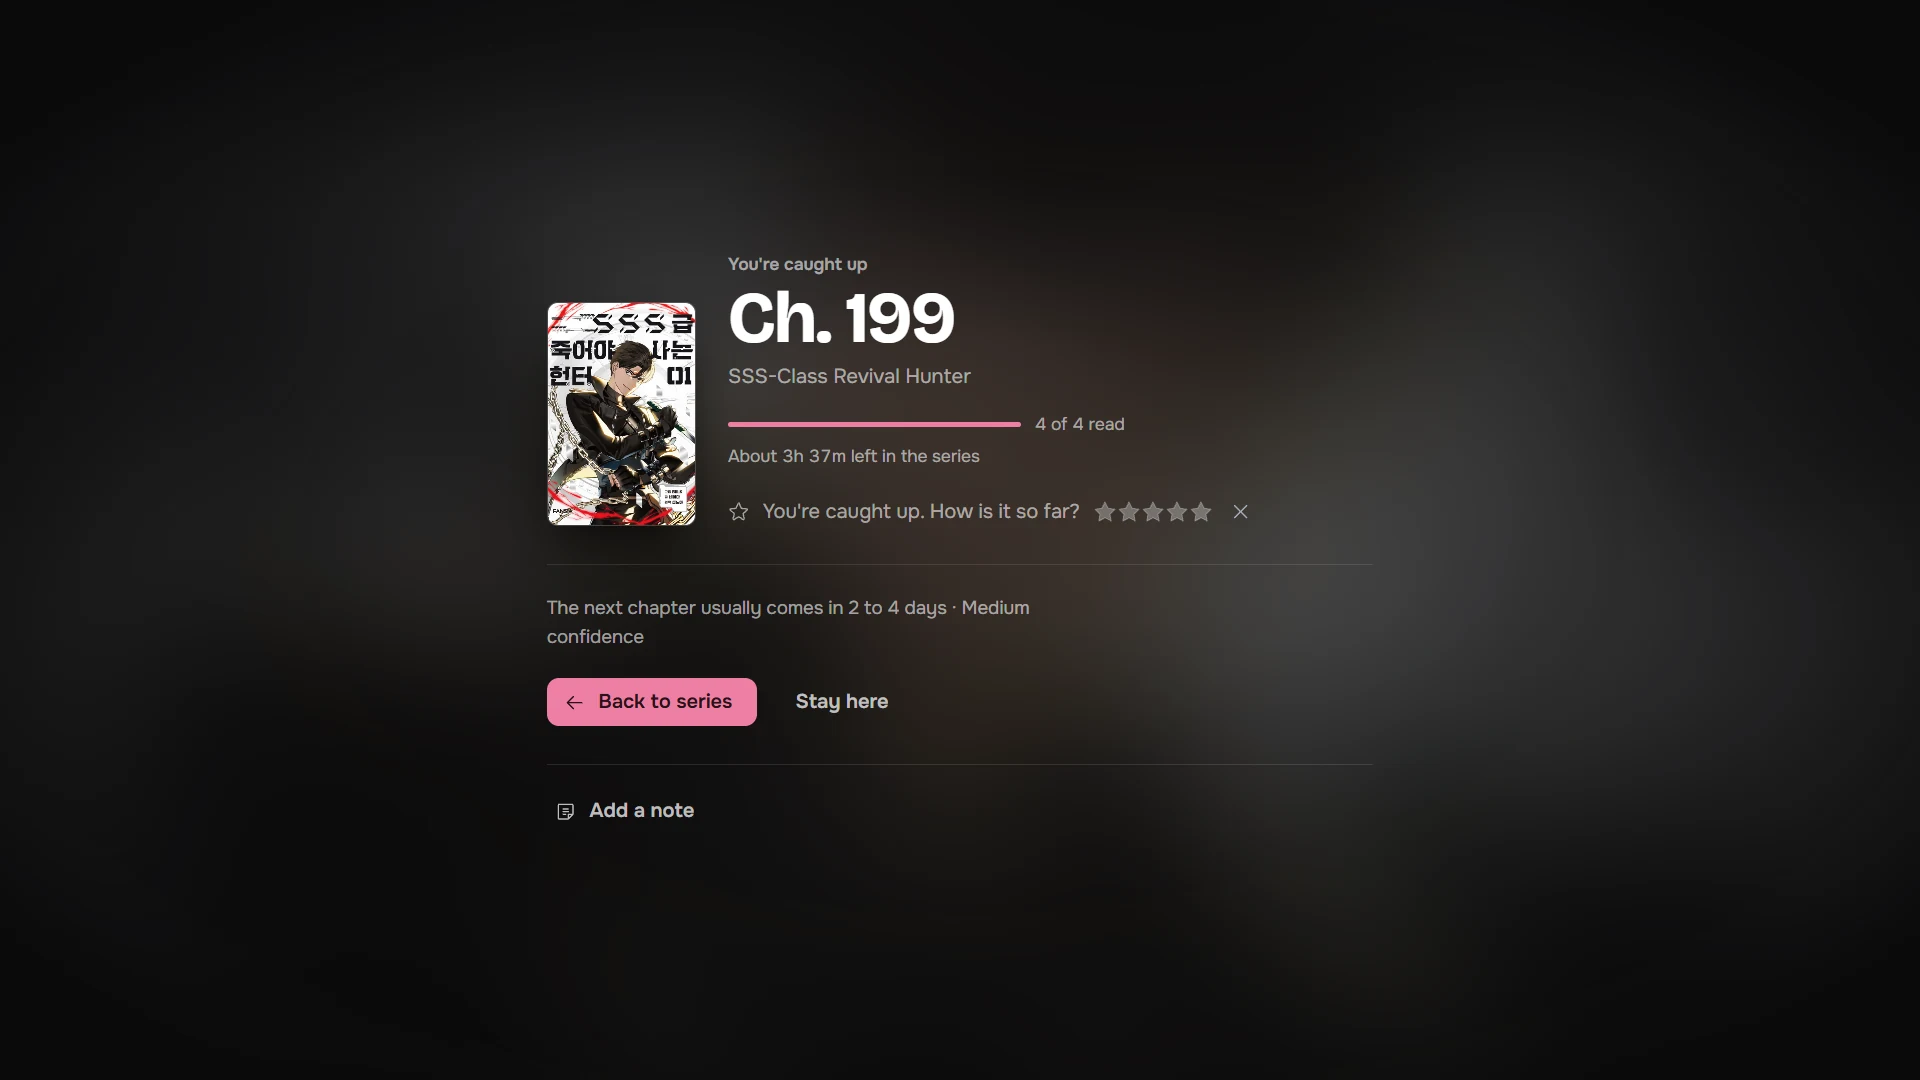 You're caught up
Ch. 199
SSS-Class Revival Hunter
4 of 4 read
About 3h 37m left in the series
You're caught up. How is it so far?
SSS급
죽어야 사는
헌터 01
The next chapter usually comes in 2 to 4 days · Medium
confidence
Back to series
Stay here
Add a note